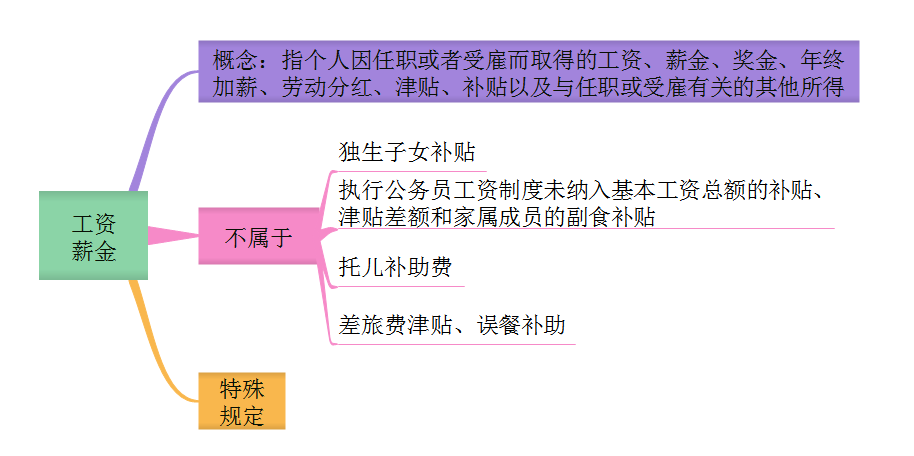 概念：指个人因任职或者受雇而取得的工资、薪金、奖金、年终
加薪、劳动分红、津贴、补贴以及与任职或受雇有关的其他所得
独生子女补贴
执行公务员工资制度未纳入基本工资总额的补贴、
津贴差额和家属成员的副食补贴
工资
薪金
不属于
托儿补助费
差旅费津贴、误餐补助
特殊
规定